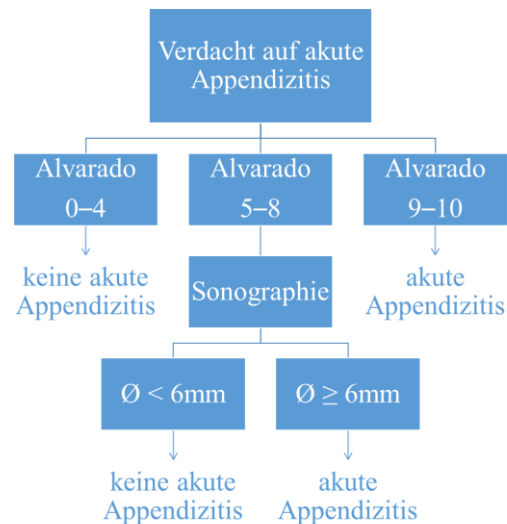 Verdacht auf akute
Appendizitis
Alvarado
0–4
Alvarado
5–8
Alvarado
9–10
keine akute
Appendizitis
Sonographie
akute
Appendizitis
Ø < 6mm
Ø ≥ 6mm
keine akute
Appendizitis
akute
Appendizitis